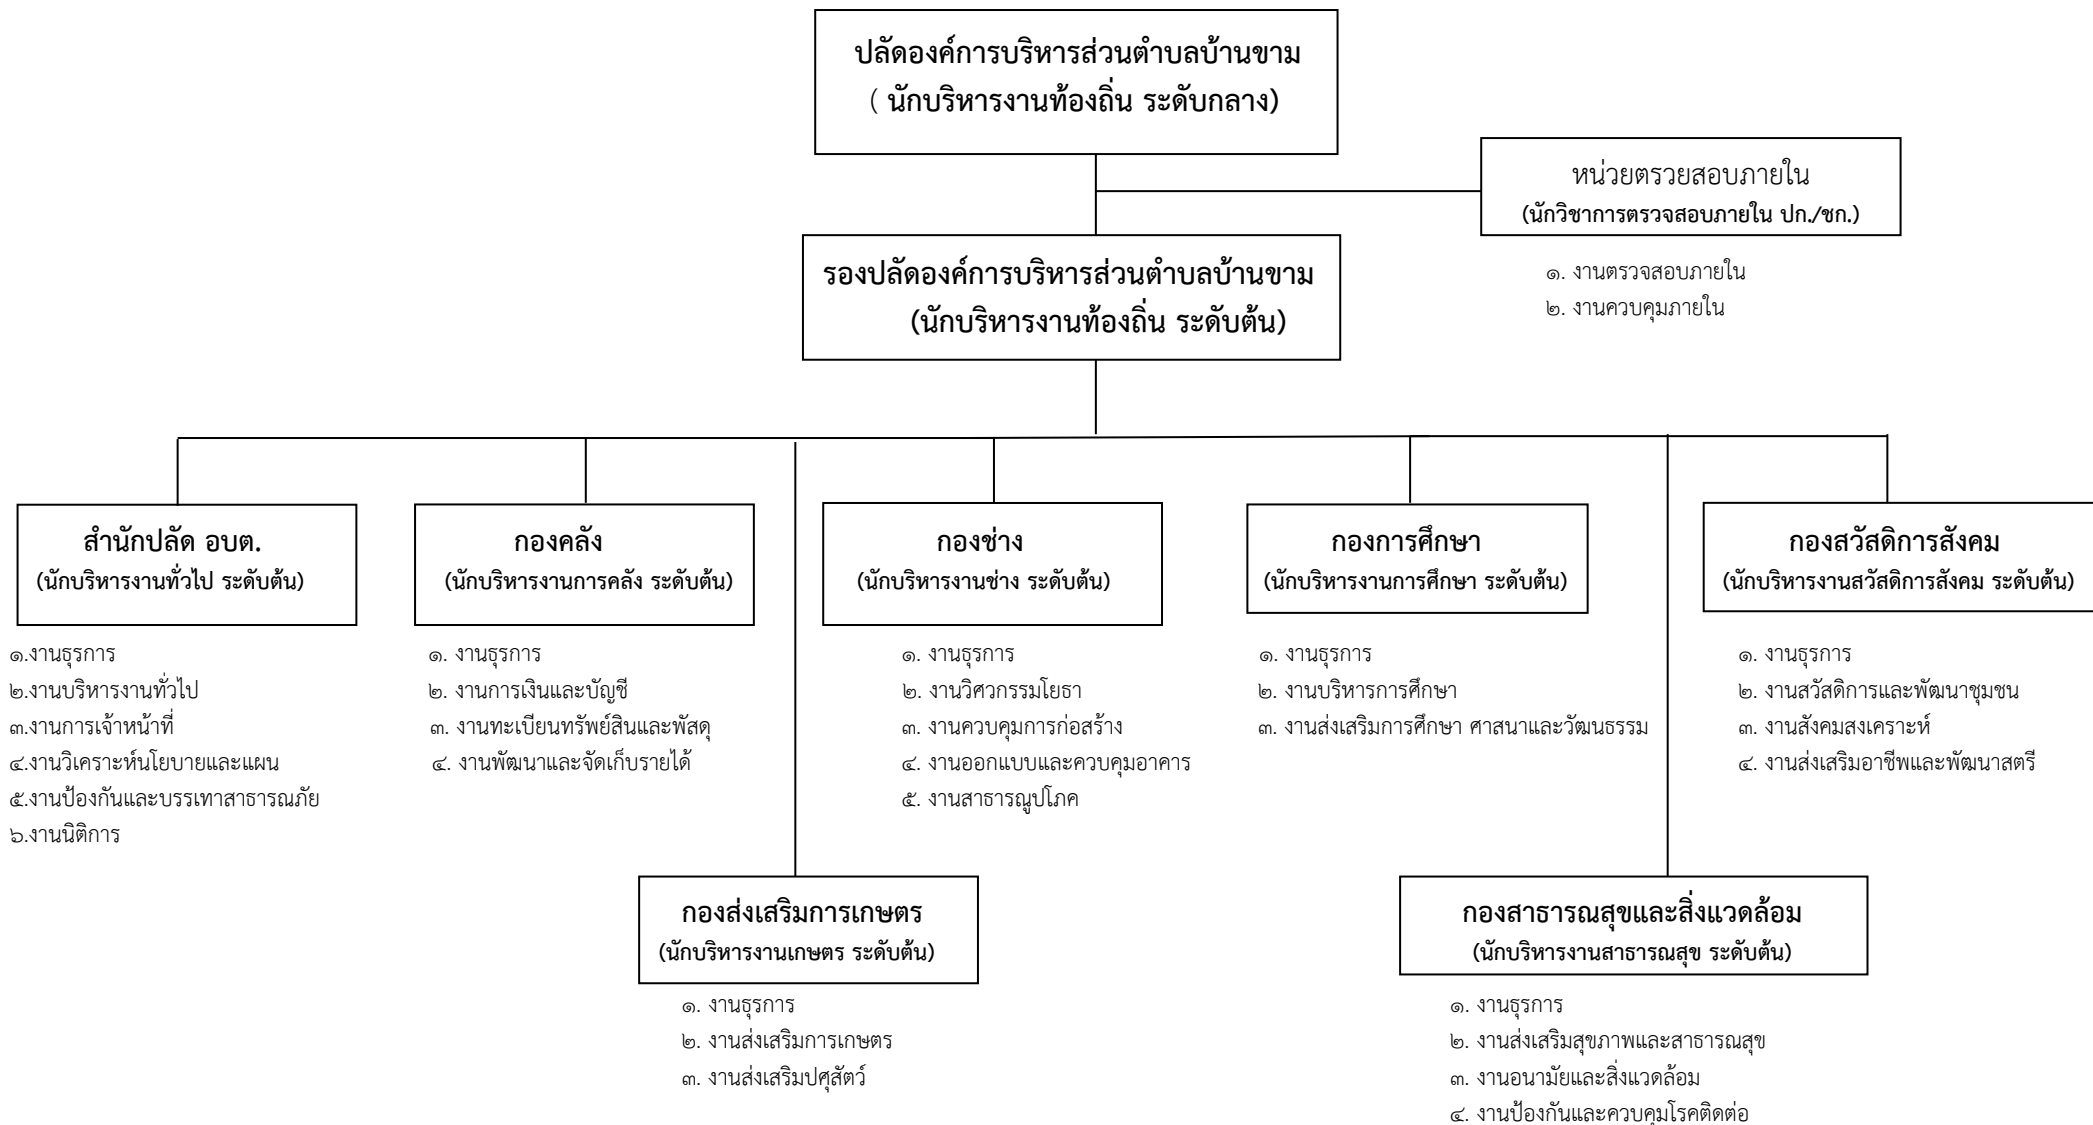 ปลัดองค์การบริหารส่วนตำบลบ้านขาม
( นักบริหารงานท้องถิ่น ระดับกลาง)
หน่วยตรวยสอบภายใน
(นักวิชาการตรวจสอบภายใน ปก./ชก.)
๑. งานตรวจสอบภายใน
๒. งานควบคุมภายใน
รองปลัดองค์การบริหารส่วนตำบลบ้านขาม
(นักบริหารงานท้องถิ่น ระดับต้น)
สำนักปลัด อบต.
(นักบริหารงานทั่วไป ระดับต้น)
๑.งานธุรการ
๒.งานบริหารงานทั่วไป
๓.งานการเจ้าหน้าที่
๔.งานวิเคราะห์นโยบายและแผน
๕.งานป้องกันและบรรเทาสาธารณภัย
๖.งานนิติการ
กองคลัง
(นักบริหารงานการคลัง ระดับต้น)
๑. งานธุรการ
๒. งานการเงินและบัญชี
๓. งานทะเบียนทรัพย์สินและพัสดุ
๔. งานพัฒนาและจัดเก็บรายได้
กองช่าง
(นักบริหารงานช่าง ระดับต้น)
๑. งานธุรการ
๒. งานวิศวกรรมโยธา
๓. งานควบคุมการก่อสร้าง
๔. งานออกแบบและควบคุมอาคาร
๕. งานสาธารณูปโภค
กองการศึกษา
(นักบริหารงานการศึกษา ระดับต้น)
๑. งานธุรการ
๒. งานบริหารการศึกษา
๓. งานส่งเสริมการศึกษา ศาสนาและวัฒนธรรม
กองสวัสดิการสังคม
(นักบริหารงานสวัสดิการสังคม ระดับต้น)
๑. งานธุรการ
๒. งานสวัสดิการและพัฒนาชุมชน
๓. งานสังคมสงเคราะห์
๔. งานส่งเสริมอาชีพและพัฒนาสตรี
กองส่งเสริมการเกษตร
(นักบริหารงานเกษตร ระดับต้น)
๑. งานธุรการ
๒. งานส่งเสริมการเกษตร
๓. งานส่งเสริมปศุสัตว์
กองสาธารณสุขและสิ่งแวดล้อม
(นักบริหารงานสาธารณสุข ระดับต้น)
๑. งานธุรการ
๒. งานส่งเสริมสุขภาพและสาธารณสุข
๓. งานอนามัยและสิ่งแวดล้อม
๔. งานป้องกันและควบคุมโรคติดต่อ